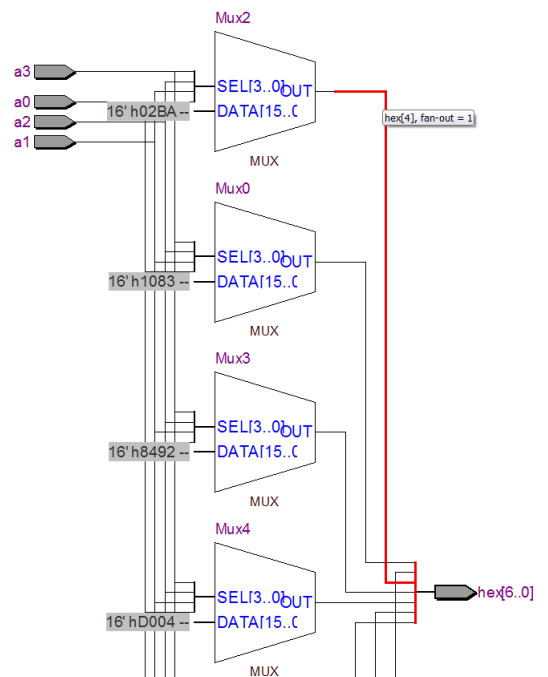 Mux2
a3
SEL[3..0]
OUT
a0
16' h02BA --
DATA[15..0
a2
hex[4], fan-out = 1
a1
MUX
Mux0
SEL[3..0]
OUT
16' h1083 --
DATA[15..0
MUX
Mux3
SEL[3..0]
OUT
16' h8492 --
DATA[15..0
MUX
Mux4
SEL[3..0]
OUT
hex[6..0]
16' hD004 --
DATA[15..0
MUX